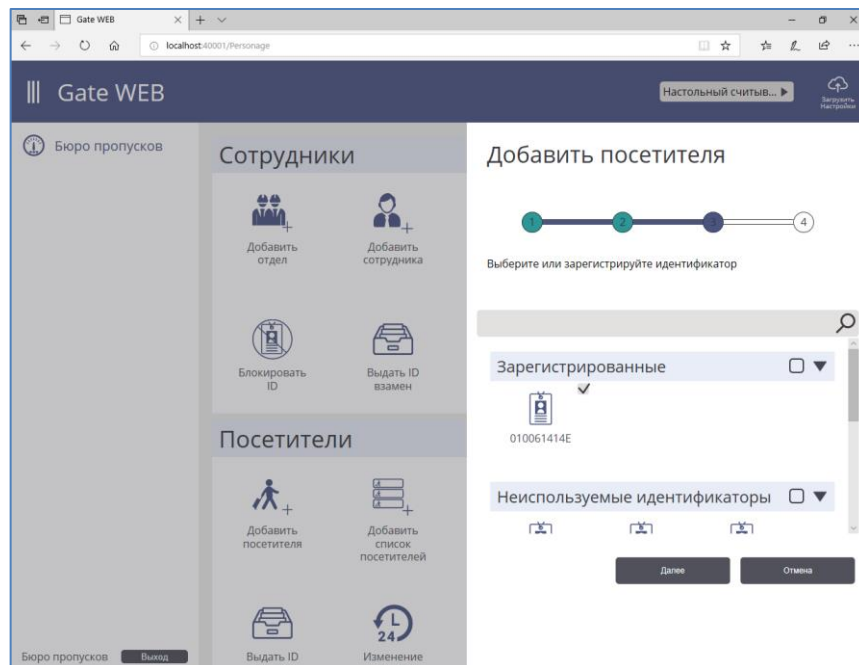 Gate WEB
localhost:40001/Personage
Gate WEB
Настольный считыв...
Загрузить
Настройки
Бюро пропусков
Сотрудники
Добавить
отдел
Добавить
сотрудника
Блокировать
ID
Выдать ID
взамен
Посетители
Добавить
посетителя
Добавить
список
посетителей
Выдать ID
24
Изменение
Бюро пропусков
Выход
Добавить посетителя
1
2
3
4
Выберите или зарегистрируйте идентификатор
Зарегистрированные
010061414E
Неиспользуемые идентификаторы
Далее
Отмена